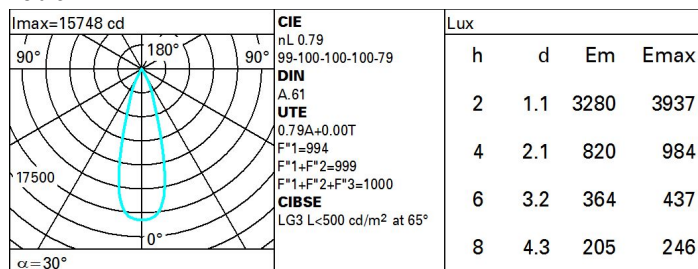 Imax=15748 cd
90°
180°
90°
17500
0°
α=30°
CIE
nL 0.79
99-100-100-100-79
DIN
A.61
UTE
0.79A+0.00T
F"1=994
F"1+F"2=999
F"1+F"2+F"3=1000
CIBSE
LG3 L<500 cd/m² at 65°
Lux
h d Em Emax
2 1.1 3280 3937
4 2.1 820 984
6 3.2 364 437
8 4.3 205 246